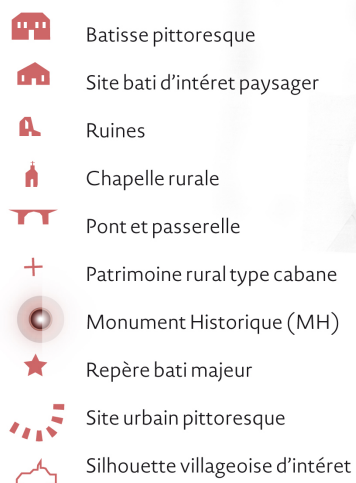 Batisse pittoresque
Site bati d'intéret paysager
Ruines
Chapelle rurale
Pont et passerelle
Patrimoine rural type cabane
Monument Historique (MH)
Repère bati majeur
Site urbain pittoresque
Silhouette villageoise d'intéret